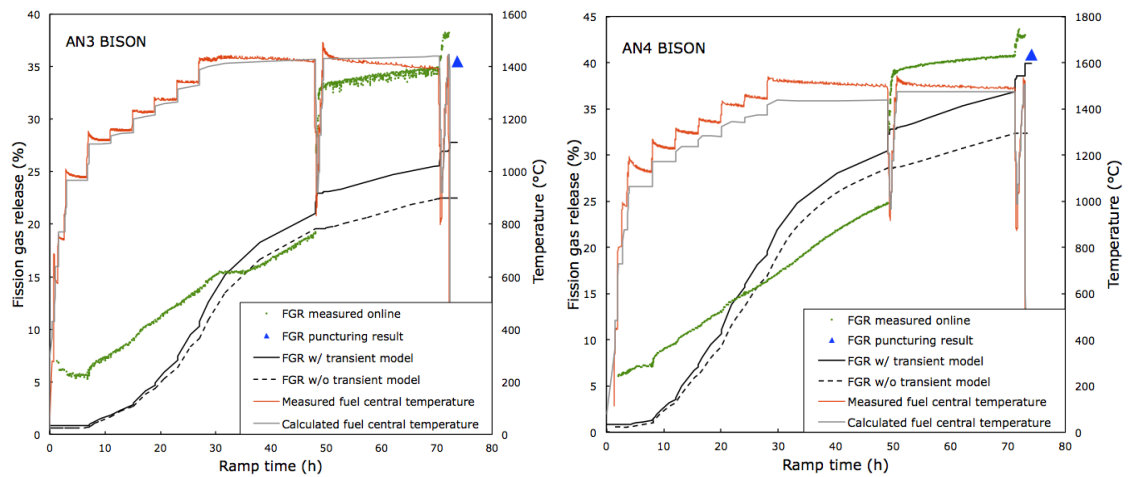 AN3 BISON
Fission gas release (%)
40
35
30
25
20
15
10
5
0
1600
1400
1200
1000
800
600
400
200
0
Temperature (°C)
0 10 20 30 40 50 60 70 80
Ramp time (h)
FGR measured online
FGR puncturing result
FGR w/ transient model
FGR w/o transient model
Measured fuel central temperature
Calculated fuel central temperature
AN4 BISON
Fission gas release (%)
45
40
35
30
25
20
15
10
5
0
1800
1600
1400
1200
1000
800
600
400
200
0
Temperature (°C)
0 10 20 30 40 50 60 70 80
Ramp time (h)
FGR measured online
FGR puncturing result
FGR w/ transient model
FGR w/o transient model
Measured fuel central temperature
Calculated fuel central temperature